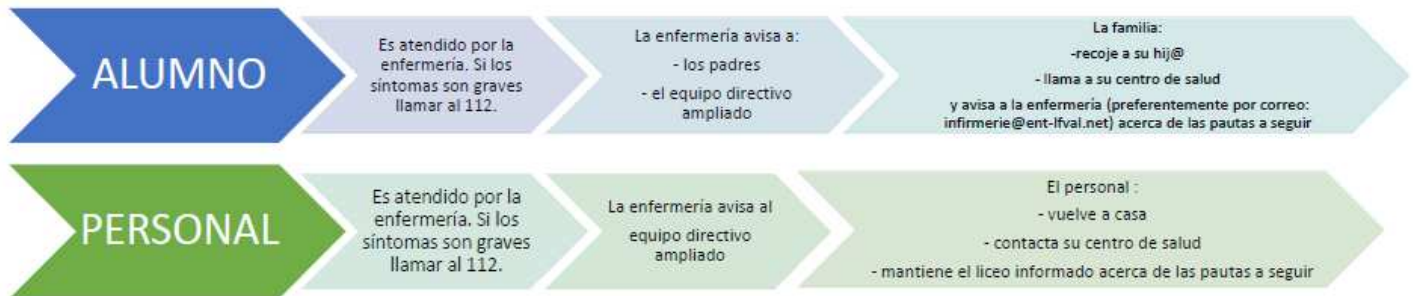 ALUMNO
Es atendido por la
enfermería. Si los
síntomas son graves
llamar al 112.
La enfermería avisa a:
- los padres
- el equipo directivo
ampliado
La familia:
-recoje a su hij@
- llama a su centro de salud
y avisa a la enfermería (preferentemente por correo:
infirmerie@ent-lfval.net) acerca de las pautas a seguir
PERSONAL
Es atendido por la
enfermería. Si los
síntomas son graves
llamar al 112.
La enfermería avisa al
equipo directivo
ampliado
El personal :
- vuelve a casa
- contacta su centro de salud
- mantiene el liceo informado acerca de las pautas a seguir